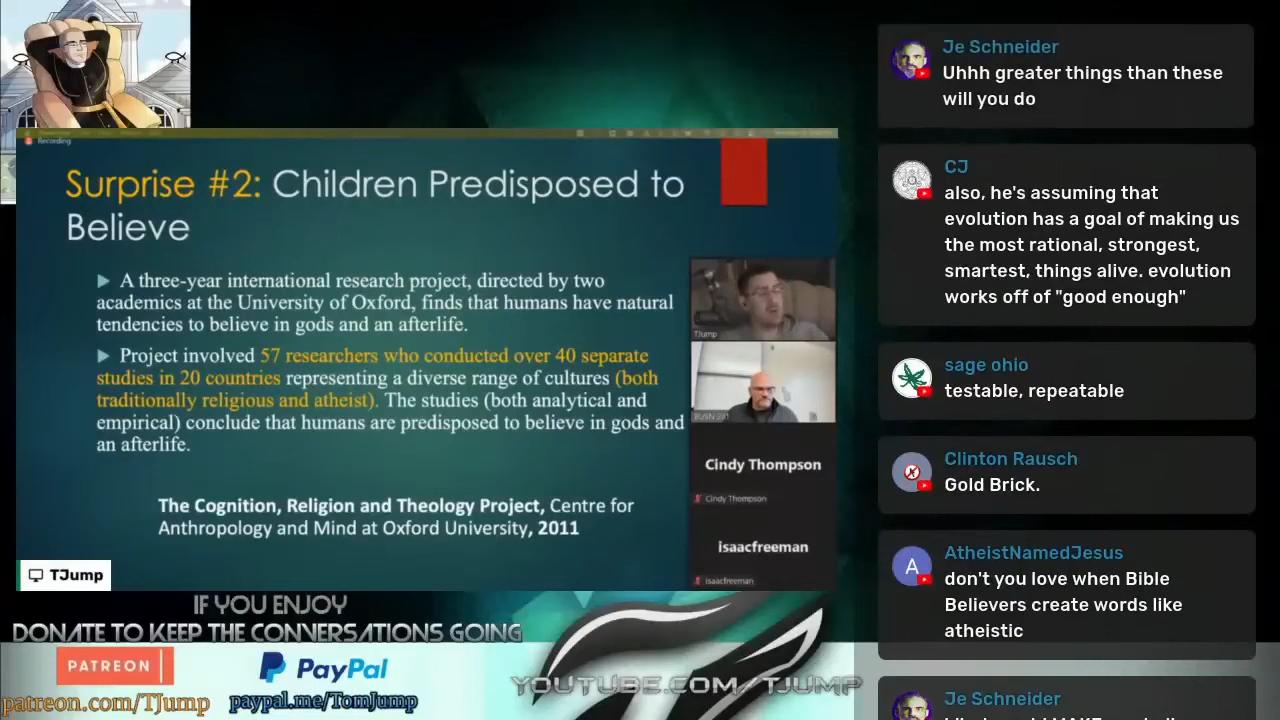 Recording
Surprise #2: Children Predisposed to
Believe
A three-year international research project, directed by two
academics at the University of Oxford, finds that humans have natural
tendencies to believe in gods and an afterlife.
Project involved 57 researchers who conducted over 40 separate
studies in 20 countries representing a diverse range of cultures (both
traditionally religious and atheist). The studies (both analytical and
empirical) conclude that humans are predisposed to believe in gods and
an afterlife.
The Cognition, Religion and Theology Project, Centre for
Anthropology and Mind at Oxford University, 2011
TJump
Cindy Thompson
Cindy Thompson
isaacfreeman
isaacfreeman
TJump
IF YOU ENJOY
DONATE TO KEEP THE CONVERSATIONS GOING
PATREON
PayPal
patreon.com/TJump
paypal.me/TomJump
YOUTUBE.COM/TJUMP
Je Schneider
Uhhh greater things than these
will you do
CJ
also, he's assuming that
evolution has a goal of making us
the most rational, strongest,
smartest, things alive. evolution
works off of "good enough"
sage ohio
testable, repeatable
Clinton Rausch
Gold Brick.
A
AtheistNamedJesus
don't you love when Bible
Believers create words like
atheistic
Je Schneider